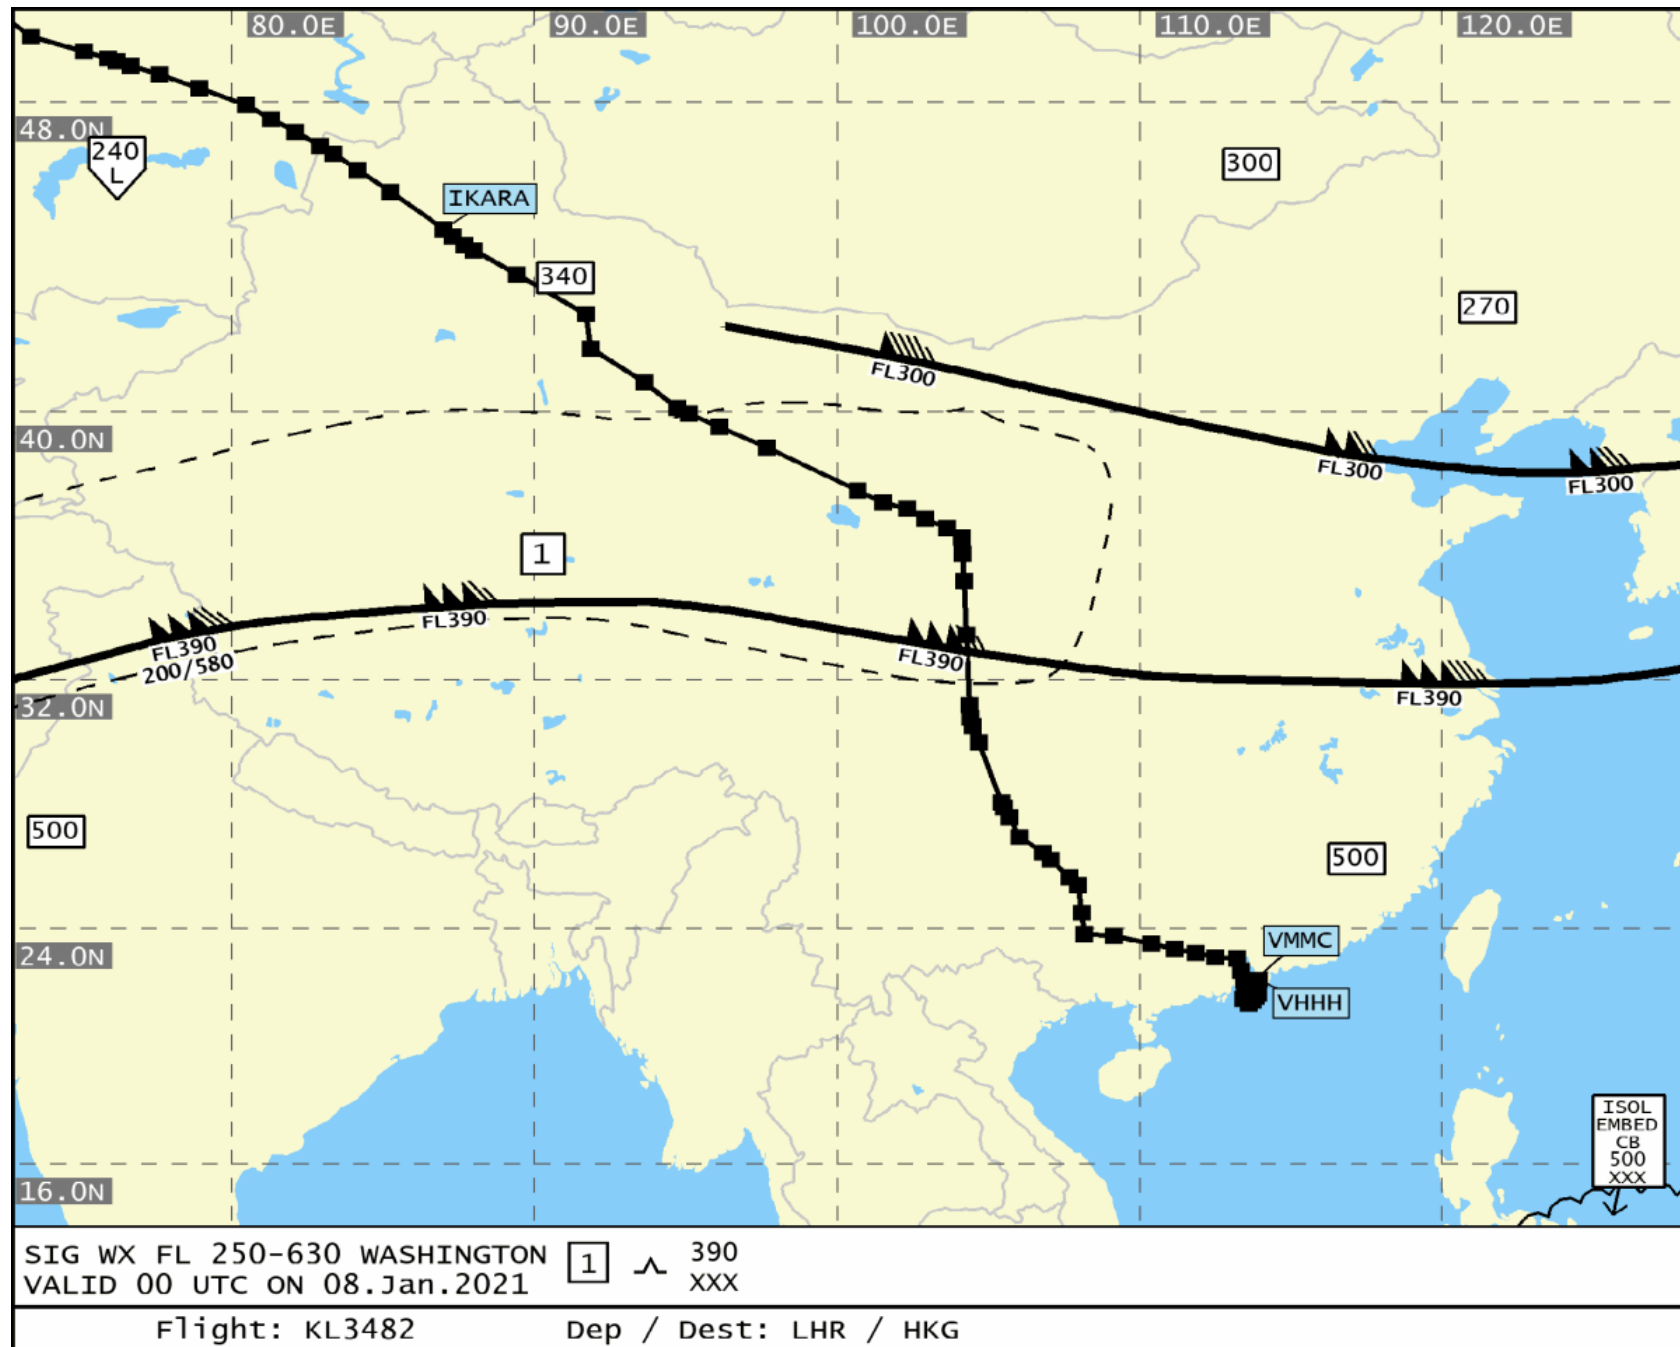 80.0E
90.0E
100.0E
110.0E
120.0E
48.0N
240
L
300
IKARA
340
270
FL300
40.0N
FL300
FL300
1
FL390
FL390
200/580
FL390
FL390
32.0N
500
500
24.0N
VMMC
VHHH
ISOL
EMBED
CB
500
XXX
16.0N
SIG WX FL 250-630 WASHINGTON
VALID 00 UTC ON 08.Jan.2021
1
390
XXX
Flight: KL3482
Dep / Dest: LHR / HKG